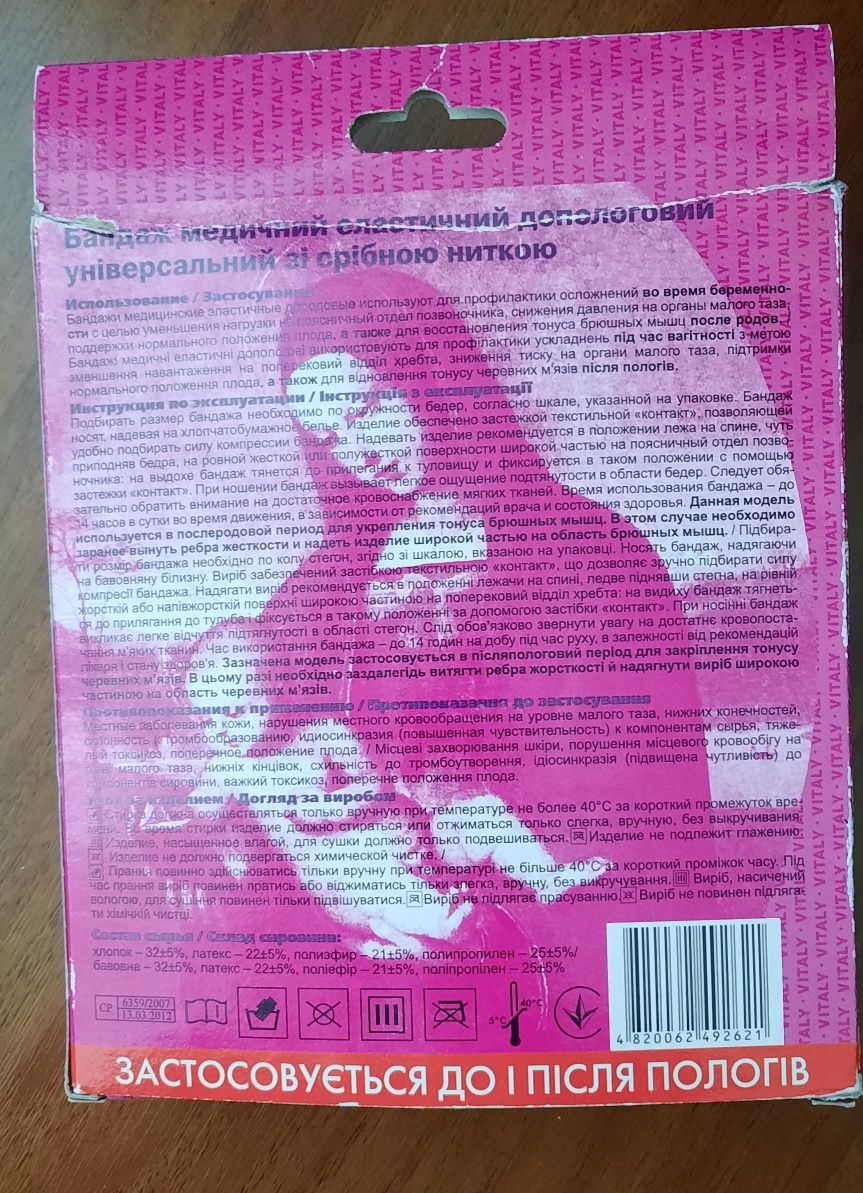 VITALY · VITALY · VITALY · VITALY
Бандаж медичний еластичний допологовий
універсальний зі срібною ниткою
Использование / Застосування
Бандажи медицинские эластичные дородовые используют для профилактики осложнений во время беременно-
сти с целью уменьшения нагрузки на поясничный отдел позвоночника, снижения давления на органы малого таза,
поддержки нормального положения плода, а также для восстановления тонуса брюшных мышц после родов. /
Бандажі медичні еластичні допологові використовують для профілактики ускладнень під час вагітності з метою
зменшення навантаження на поперековий відділ хребта, зниження тиску на органи малого таза, підтримки
нормального положення плода, а також для відновлення тонусу черевних м'язів після пологів.
Инструкция по эксплуатации / Інструкція з експлуатації
Подбирать размер бандажа необходимо по окружности бедер, согласно шкале, указанной на упаковке. Бандаж
носят, надевая на хлопчатобумажное белье. Изделие обеспечено застежкой текстильной «контакт», позволяющей
удобно подбирать силу компрессии бандажа. Надевать изделие рекомендуется в положении лежа на спине, чуть
приподняв бедра, на ровной жесткой или полужесткой поверхности широкой частью на поясничный отдел позво-
ночника: на выдохе бандаж тянется до прилегания к туловищу и фиксируется в таком положении с помощью
застежки «контакт». При ношении бандаж вызывает легкое ощущение подтянутости в области бедер. Следует обя-
зательно обратить внимание на достаточное кровоснабжение мягких тканей. Время использования бандажа – до
14 часов в сутки во время движения, в зависимости от рекомендаций врача и состояния здоровья. Данная модель
используется в послеродовой период для укрепления тонуса брюшных мышц. В этом случае необходимо
заранее вынуть ребра жесткости и надеть изделие широкой частью на область брюшных мышц. / Підбира-
ти розмір бандажа необхідно по колу стегон, згідно зі шкалою, вказаною на упаковці. Носять бандаж, надягаючи
на бавовняну білизну. Виріб забезпечений застібкою текстильною «контакт», що дозволяє зручно підбирати силу
компресії бандажа. Надягати виріб рекомендується в положенні лежачи на спині, ледве піднявши стегна, на рівній
жорсткій або напівжорсткій поверхні широкою частиною на поперековий відділ хребта: на видиху бандаж тягнеть-
ся до прилягання до тулуба і фіксується в такому положенні за допомогою застібки «контакт». При носінні бандаж
викликає легке відчуття підтягнутості в області стегон. Слід обов'язково звернути увагу на достатнє кровопоста-
чання м'яких тканин. Час використання бандажа – до 14 годин на добу під час руху, в залежності від рекомендацій
лікаря і стану здоров'я. Зазначена модель застосовується в післяпологовий період для закріплення тонусу
черевних м'язів. В цьому разі необхідно заздалегідь витягти ребра жорсткості й надягнути виріб широкою
частиною на область черевних м'язів.
Противопоказания к применению / Протипоказання до застосування
Местные заболевания кожи, нарушения местного кровообращения на уровне малого таза, нижних конечностей,
склонность к тромбообразованию, идиосинкразия (повышенная чувствительность) к компонентам сырья, тяже-
лый токсикоз, поперечное положение плода. / Місцеві захворювання шкіри, порушення місцевого кровообігу на
рівні малого таза, нижніх кінцівок, схильність до тромбоутворення, ідіосинкразія (підвищена чутливість) до
компонентів сировини, важкий токсикоз, поперечне положення плода.
Уход за изделием / Догляд за виробом
Стирка должна осуществляться только вручную при температуре не более 40°С за короткий промежуток вре-
мени. Во время стирки изделие должно стираться или отжиматься только слегка, вручную, без выкручивания.
Изделие, насыщенное влагой, для сушки должно только подвешиваться. Изделие не подлежит глажению.
Изделие не должно подвергаться химической чистке.
Прання повинно здійснюватись тільки вручну при температурі не більше 40°С за короткий проміжок часу. Під
час прання виріб повинен пратись або віджиматись тільки злегка, вручну, без викручування. Виріб, насичений
вологою, для сушіння повинен тільки підвішуватися. Виріб не підлягає прасуванню. Виріб не повинен підляга-
ти хімічній чистці.
Состав сырья / Склад сировини:
хлопок – 32±5%, латекс – 22±5%, полиэфир – 21±5%, полипропилен – 25±5%/
бавовна – 32±5%, латекс – 22±5%, поліефір – 21±5%, поліпропілен – 25±5%
СР 6359/2007
13.03.2012
40°C
5°C
4 820062 492621
ЗАСТОСОВУЄТЬСЯ ДО І ПІСЛЯ ПОЛОГІВ